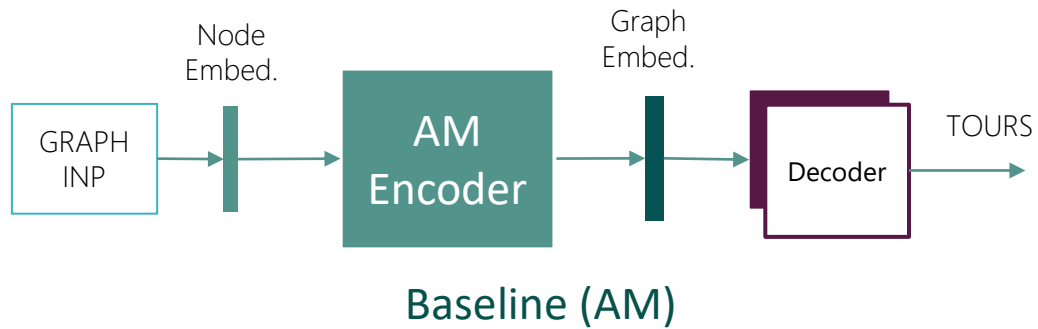 Node
Embed.
Graph
Embed.
GRAPH
INP
AM
Encoder
Decoder
TOURS
Baseline (AM)